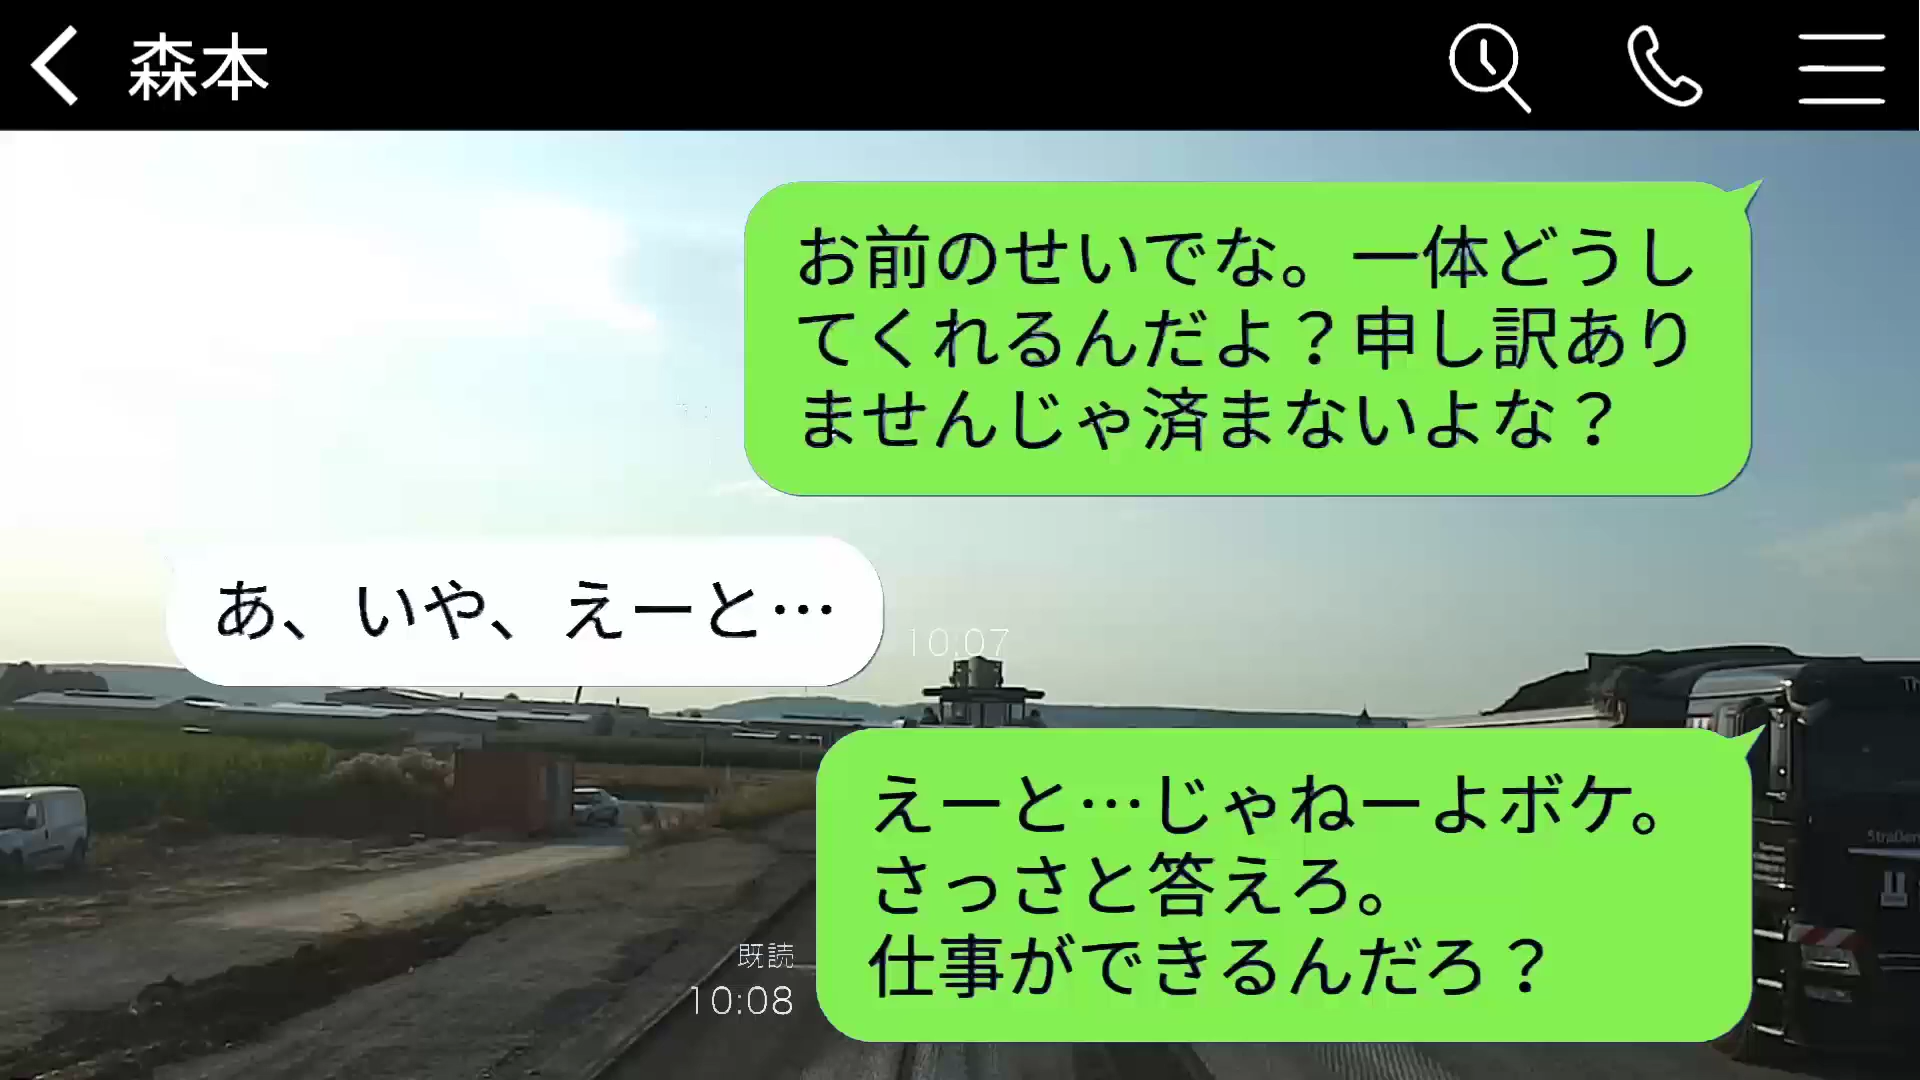 森本
お前のせいでな。一体どうし
てくれるんだよ？申し訳あり
ませんじゃ済まないよな？
あ、いや、えーと…
10:07
えーと…じゃねーよボケ。
さっさと答えろ。
仕事ができるんだろ？
既読
10:08